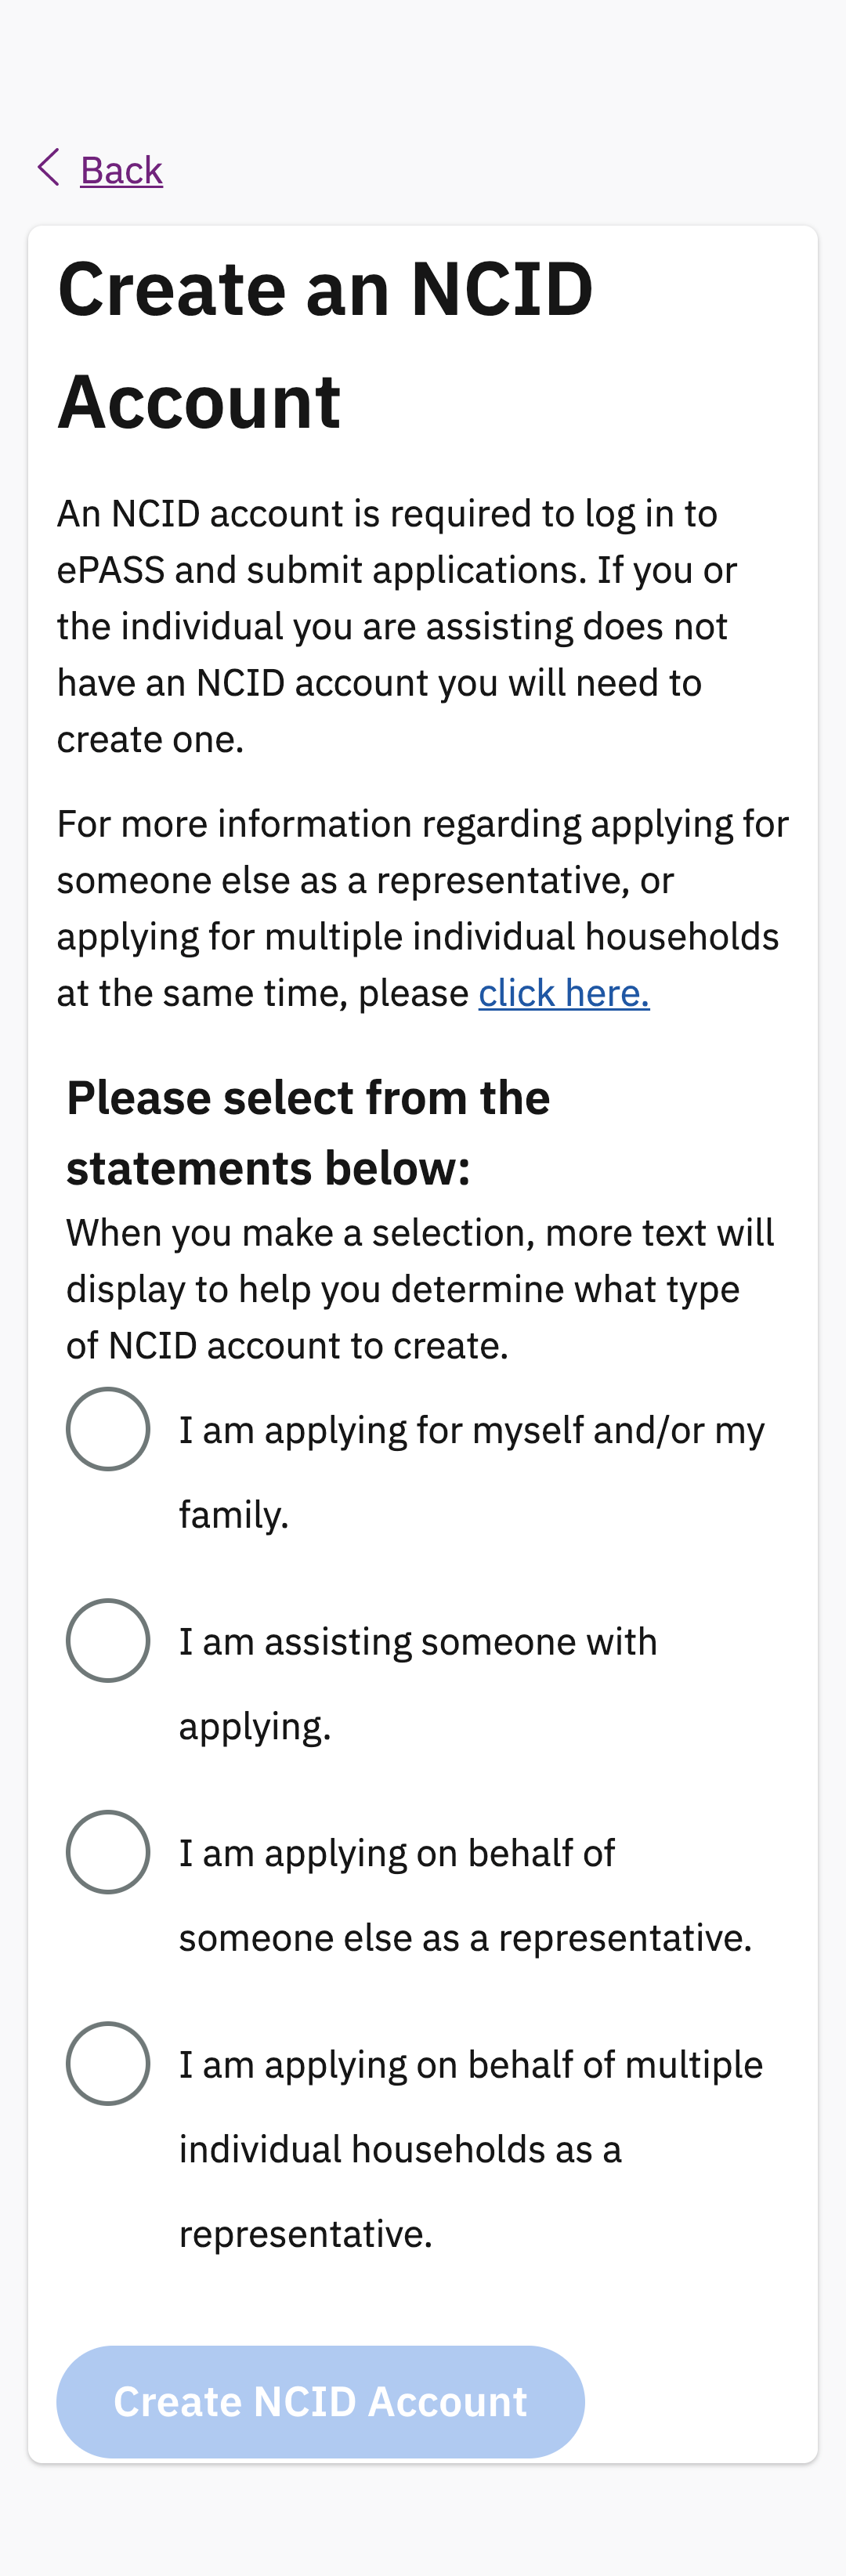 Back
Create an NCID
Account
An NCID account is required to log in to
ePASS and submit applications. If you or
the individual you are assisting does not
have an NCID account you will need to
create one.
For more information regarding applying for
someone else as a representative, or
applying for multiple individual households
at the same time, please click here.
Please select from the
statements below:
When you make a selection, more text will
display to help you determine what type
of NCID account to create.
I am applying for myself and/or my
family.
I am assisting someone with
applying.
I am applying on behalf of
someone else as a representative.
I am applying on behalf of multiple
individual households as a
representative.
Create NCID Account